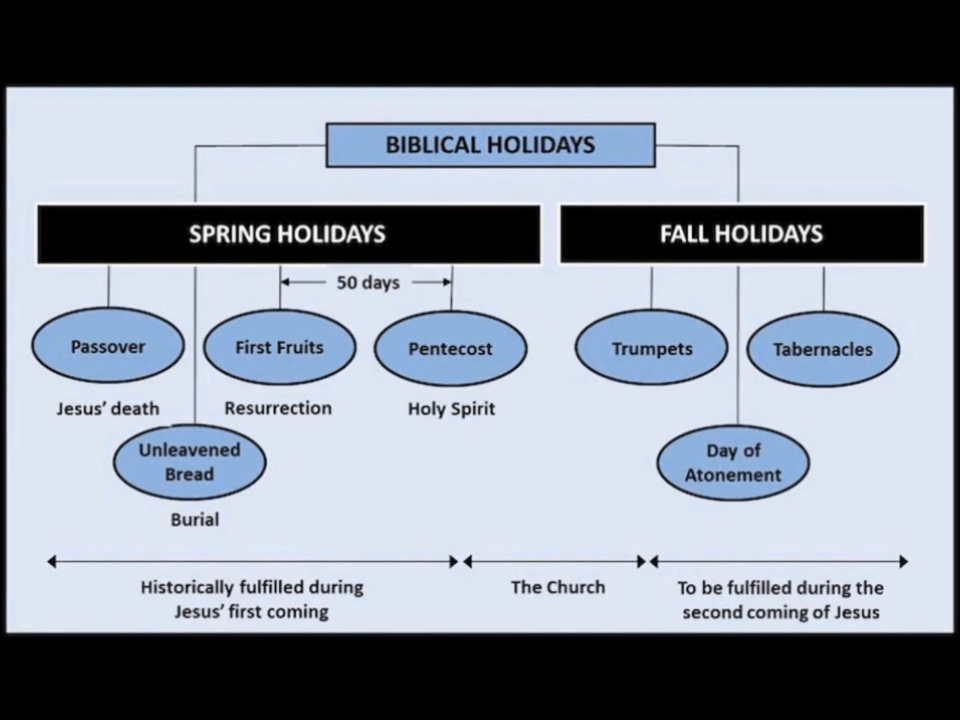 BIBLICAL HOLIDAYS
SPRING HOLIDAYS
FALL HOLIDAYS
50 days
Passover
First Fruits
Pentecost
Trumpets
Tabernacles
Jesus' death
Resurrection
Holy Spirit
Unleavened
Bread
Day of
Atonement
Burial
Historically fulfilled during
Jesus' first coming
The Church
To be fulfilled during the
second coming of Jesus